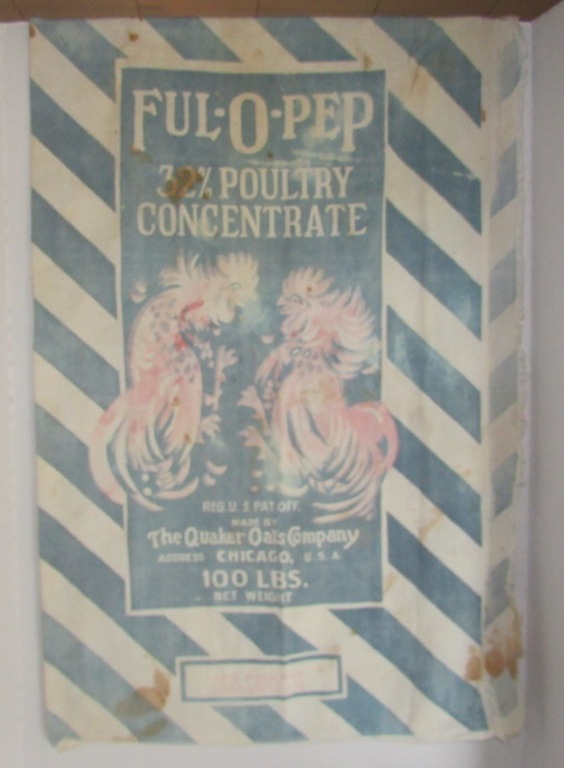 FUL-O-PEP
32% POULTRY
CONCENTRATE
REG. U. S. PAT. OFF.
MADE BY
The Quaker Oats Company
ADDRESS CHICAGO, U. S. A.
100 LBS.
NET WEIGHT